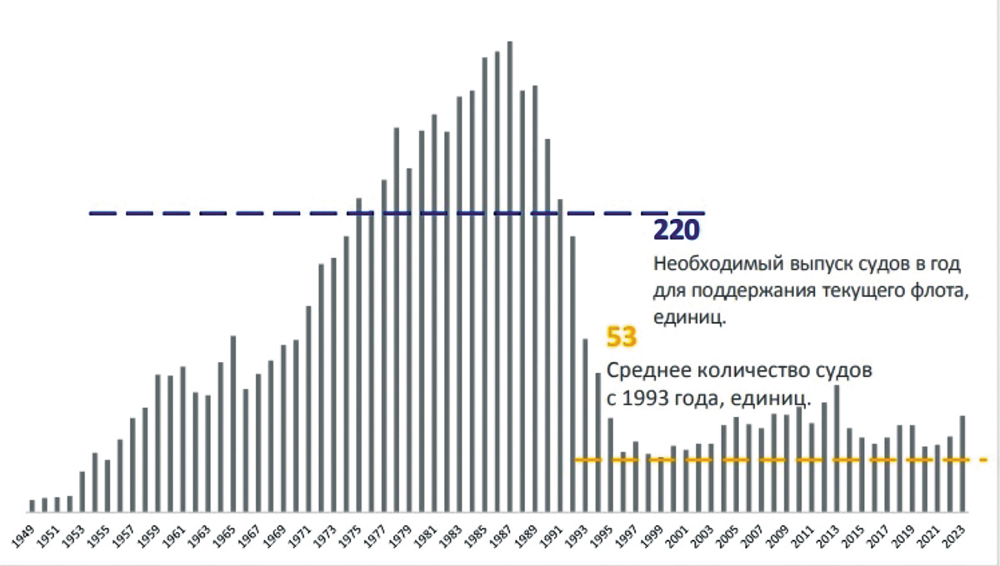 220
Необходимый выпуск судов в год
для поддержания текущего флота,
единиц.
53
Среднее количество судов
с 1993 года, единиц.
1949 1951 1953 1955 1957 1959 1961 1963 1965 1967 1969 1971 1973 1975 1977 1979 1981 1983 1985 1987 1989 1991 1993 1995 1997 1999 2001 2003 2005 2007 2009 2011 2013 2015 2017 2019 2021 2023